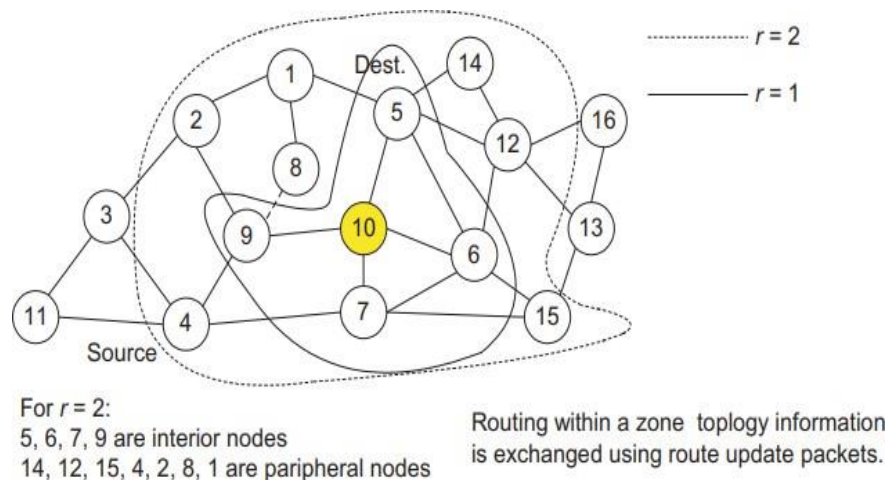 r = 2
r = 1
Dest.
1
14
2
5
16
12
8
3
9
10
13
6
11
4
7
15
Source
For r = 2:
5, 6, 7, 9 are interior nodes
14, 12, 15, 4, 2, 8, 1 are paripheral nodes
Routing within a zone toplogy information
is exchanged using route update packets.